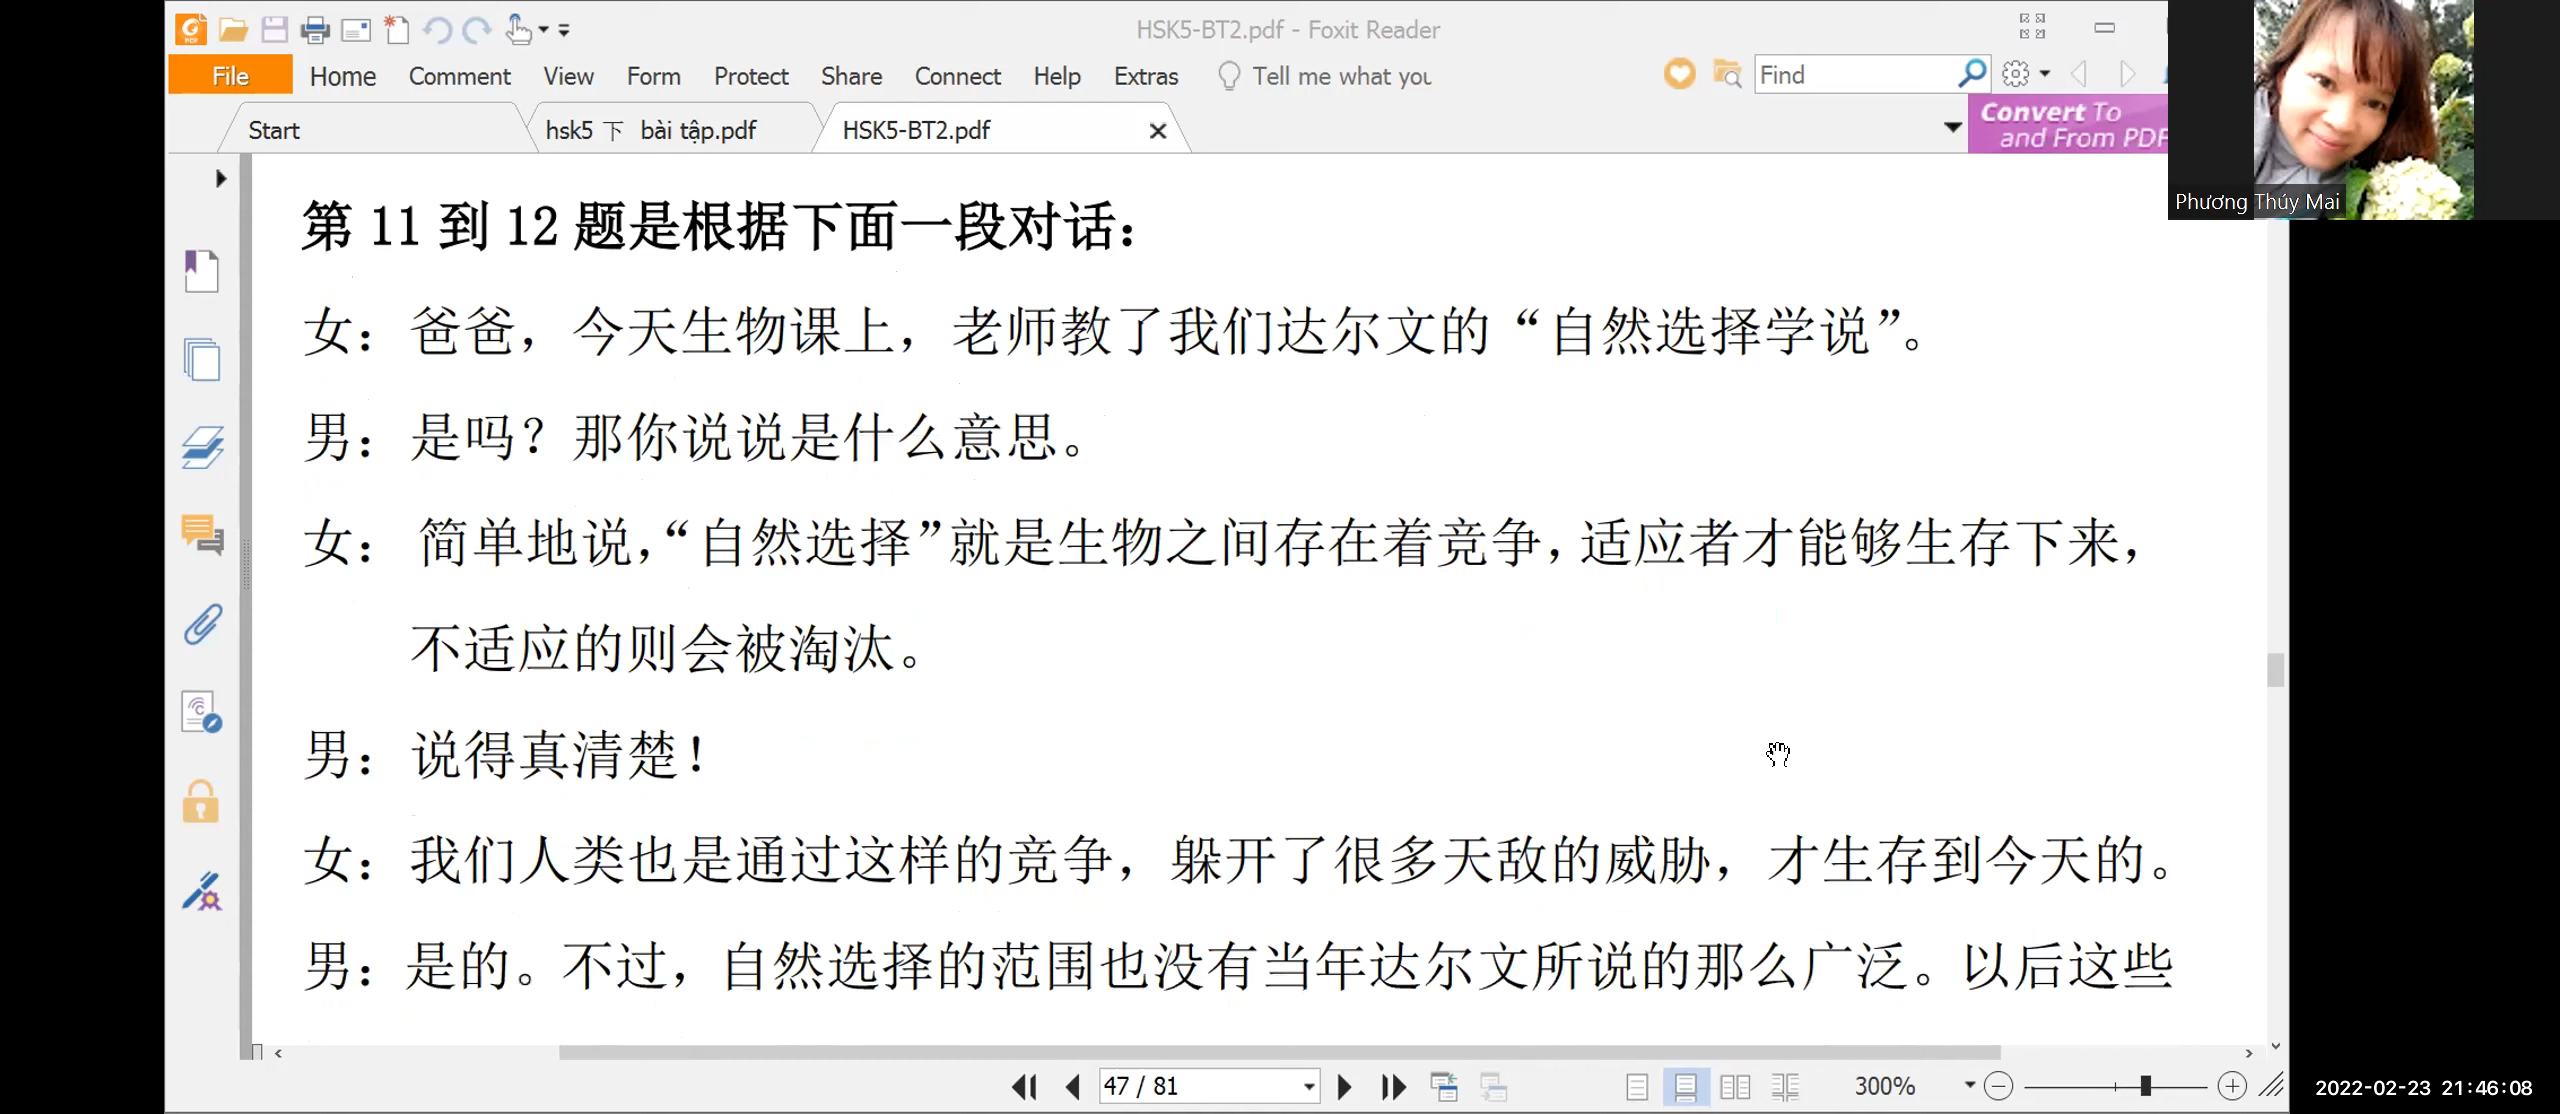 HSK5-BT2.pdf - Foxit Reader
File Home Comment View Form Protect Share Connect Help Extras Tell me what you Find
Start hsk5 下 bài tập.pdf HSK5-BT2.pdf
Convert To
and From PDF
Phương Thúy Mai
第 11 到 12 题是根据下面一段对话：
女：爸爸，今天生物课上，老师教了我们达尔文的“自然选择学说”。
男：是吗？那你说说是什么意思。
女： 简单地说，“自然选择”就是生物之间存在着竞争，适应者才能够生存下来，
不适应的则会被淘汰。
男：说得真清楚！
女：我们人类也是通过这样的竞争，躲开了很多天敌的威胁，才生存到今天的。
男：是的。不过，自然选择的范围也没有当年达尔文所说的那么广泛。以后这些
47 / 81 300%
2022-02-23 21:46:08